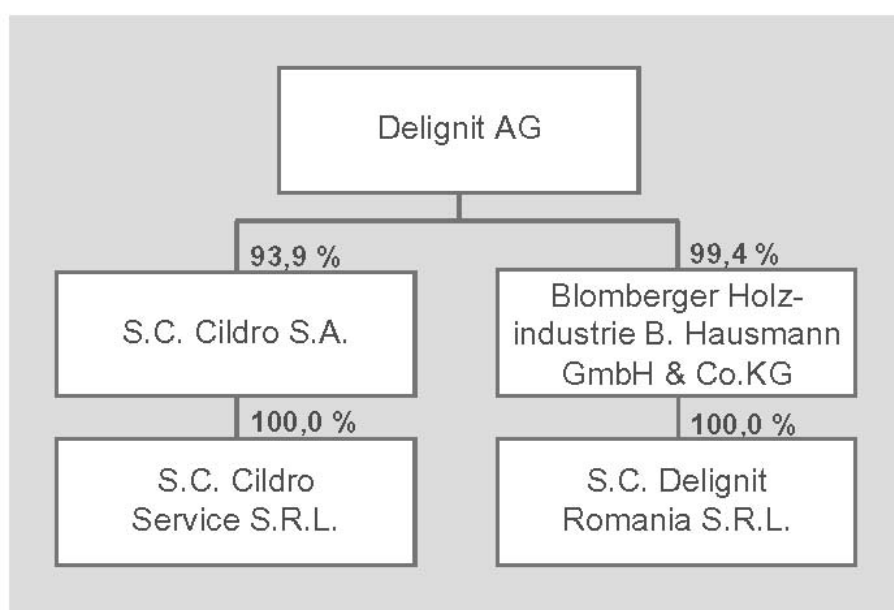 Delignit AG
93,9 %
99,4 %
S.C. Cildro S.A.
Blomberger Holz-
industrie B. Hausmann
GmbH & Co.KG
100,0 %
100,0 %
S.C. Cildro
Service S.R.L.
S.C. Delignit
Romania S.R.L.